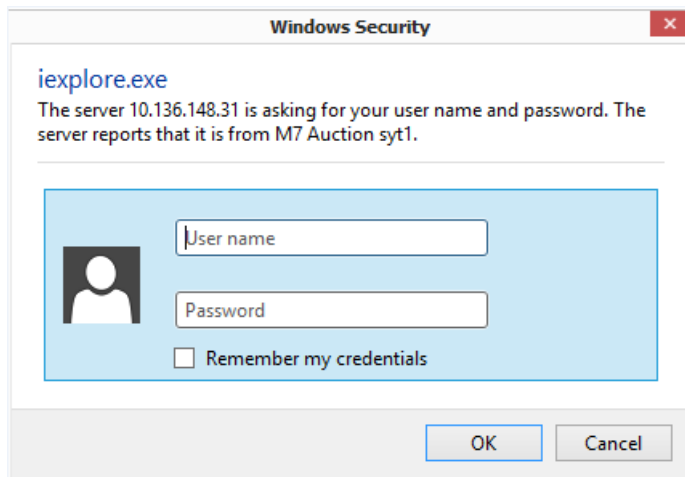 Windows Security
iexplore.exe
The server 10.136.148.31 is asking for your user name and password. The
server reports that it is from M7 Auction syt1.
User name
Password
Remember my credentials
OK
Cancel